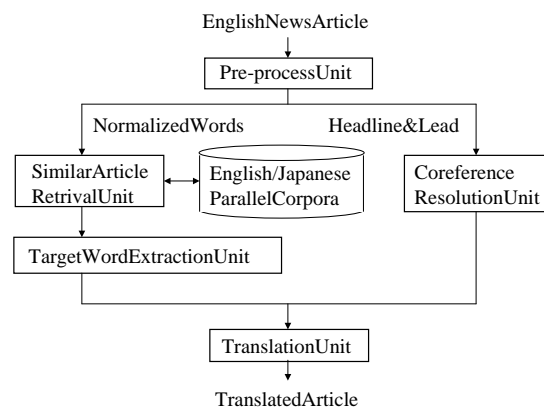 EnglishNewsArticle
Pre-processUnit
NormalizedWords
Headline&Lead
SimilarArticle
RetrivalUnit
English/Japanese
ParallelCorpora
Coreference
ResolutionUnit
TargetWordExtractionUnit
TranslationUnit
TranslatedArticle